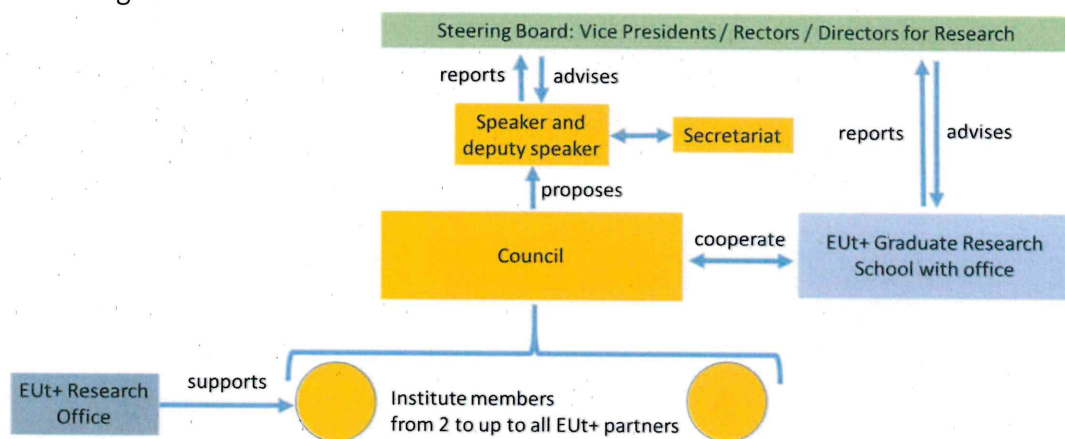 Steering Board: Vice Presidents / Rectors / Directors for Research
reports
advises
Speaker and
deputy speaker
Secretariat
reports
advises
proposes
Council
cooperate
EUt+ Graduate Research
School with office
EUt+ Research
Office
supports
Institute members
from 2 to up to all EUt+ partners